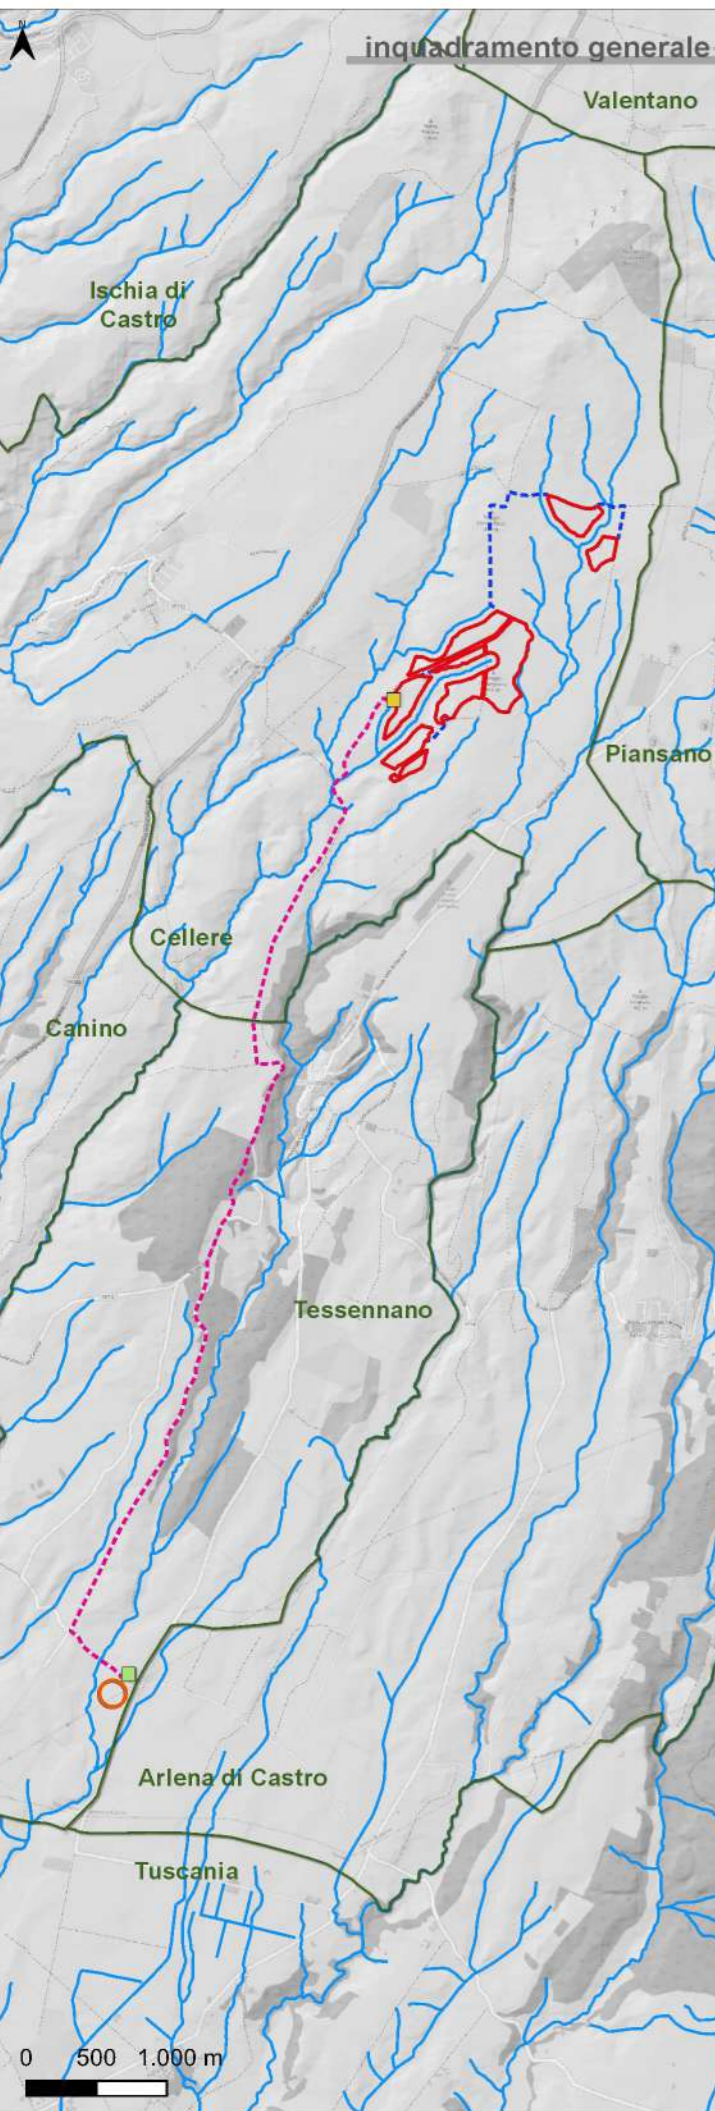 N
inquadramento generale
Valentano
Ischia di
Castro
Piansano
Cellere
Canino
Tessennano
Arlena di Castro
Tuscania
0 500 1.000 m